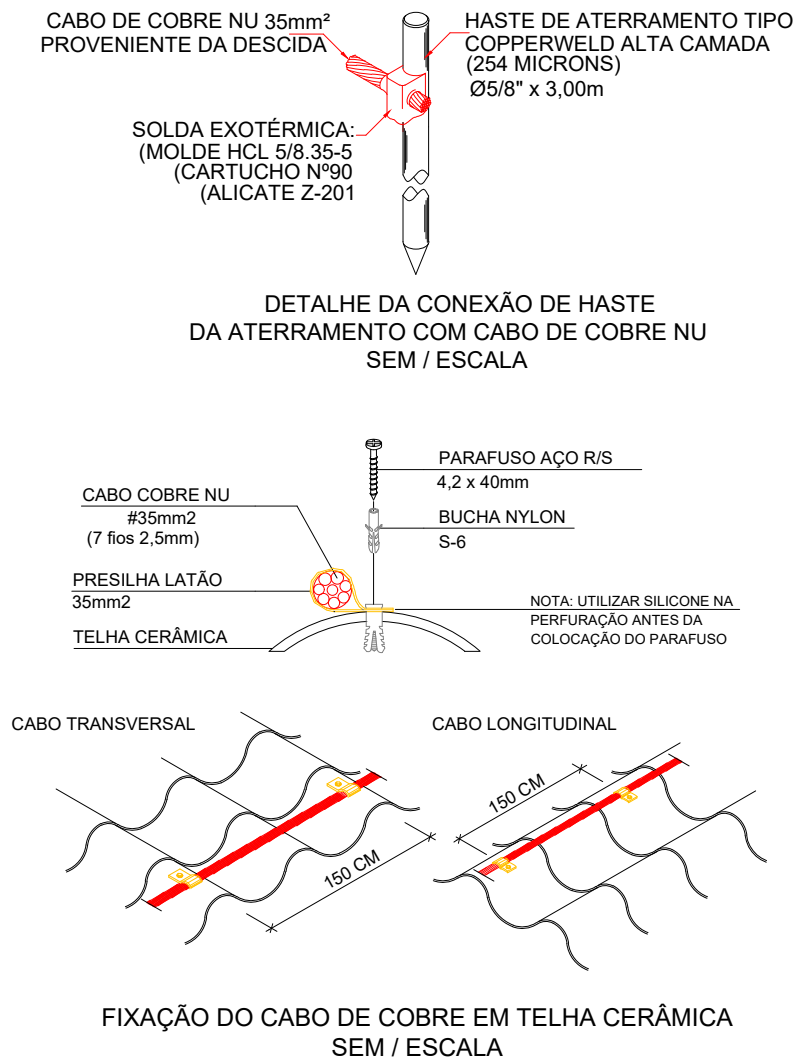 CABO DE COBRE NU 35mm²
PROVENIENTE DA DESCIDA
HASTE DE ATERRAMENTO TIPO
COPPERWELD ALTA CAMADA
(254 MICRONS)
Ø5/8" x 3,00m
SOLDA EXOTÉRMICA:
(MOLDE HCL 5/8.35-5
(CARTUCHO Nº90
(ALICATE Z-201
DETALHE DA CONEXÃO DE HASTE
DA ATERRAMENTO COM CABO DE COBRE NU
SEM / ESCALA
PARAFUSO AÇO R/S
4,2 x 40mm
CABO COBRE NU
#35mm2
(7 fios 2,5mm)
BUCHA NYLON
S-6
PRESILHA LATÃO
35mm2
NOTA: UTILIZAR SILICONE NA
PERFURAÇÃO ANTES DA
COLOCAÇÃO DO PARAFUSO
TELHA CERÂMICA
CABO TRANSVERSAL
150 CM
CABO LONGITUDINAL
150 CM
FIXAÇÃO DO CABO DE COBRE EM TELHA CERÂMICA
SEM / ESCALA